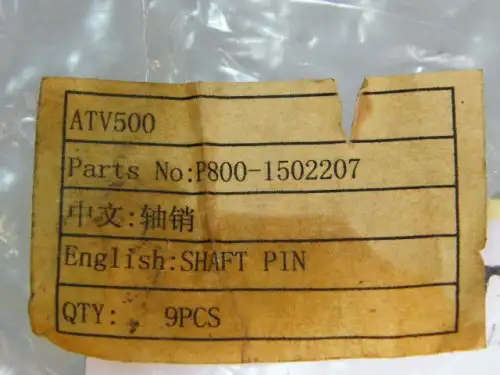 ATV500
Parts No:P800-1502207
中文:轴销
English:SHAFT PIN
QTY: 9PCS